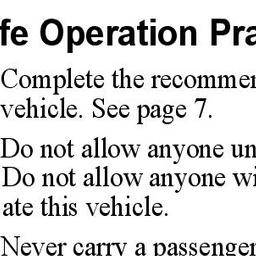 fe Operation Pra
Complete the recommen
vehicle. See page 7.
Do not allow anyone un
Do not allow anyone wi
ate this vehicle.
Never carry a passenger